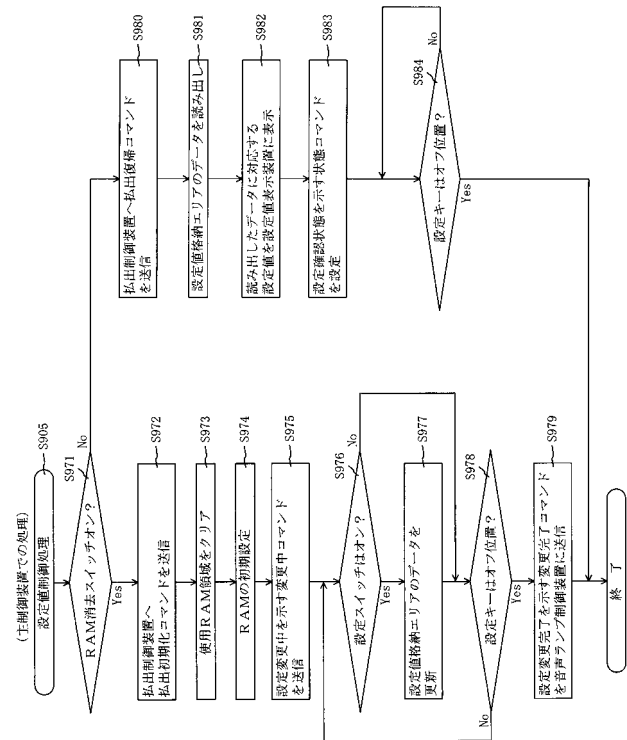 (主制御装置での処理)
設定値制御処理
S905
S971
RAM消去スイッチオン?
No
Yes
S972
払出制御装置へ
払出初期化コマンドを送信
S973
使用RAM領域をクリア
S974
RAMの初期設定
S975
設定変更中を示す変更中コマンド
を送信
S976
設定スイッチはオン?
No
Yes
S977
設定値格納エリアのデータを
更新
S978
設定キーはオフ位置?
No
Yes
S979
設定変更完了を示す変更完了コマンド
を音声ランプ制御装置に送信
終了
S980
払出制御装置へ払出復帰コマンド
を送信
S981
設定値格納エリアのデータを読み出し
S982
読み出したデータに対応する
設定値を設定値表示装置に表示
S983
設定確認状態を示す状態コマンド
を設定
S984
設定キーはオフ位置?
No
Yes